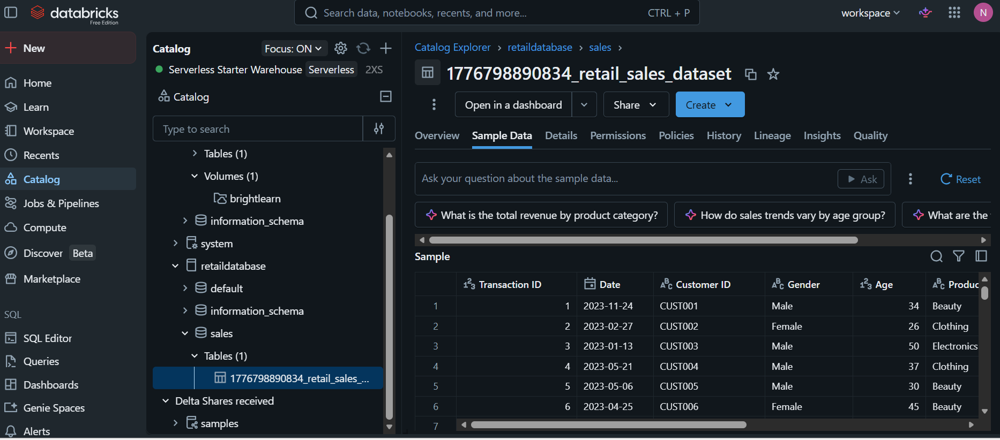 databricks
Free Edition
Search data, notebooks, recents, and more...
CTRL + P
workspace
N
New
Home
Learn
Workspace
Recents
Catalog
Jobs & Pipelines
Compute
Discover Beta
Marketplace
SQL
SQL Editor
Queries
Dashboards
Genie Spaces
Alerts
Catalog
Focus: ON
Serverless Starter Warehouse Serverless 2XS
Catalog
Type to search
Tables (1)
Volumes (1)
brightlearn
information_schema
system
retaildatabase
default
information_schema
sales
Tables (1)
1776798890834_retail_sales_...
Delta Shares received
samples
Catalog Explorer > retaildatabase > sales >
1776798890834_retail_sales_dataset
Open in a dashboard
Share
Create
Overview Sample Data Details Permissions Policies History Lineage Insights Quality
Ask your question about the sample data...
Ask
Reset
What is the total revenue by product category?
How do sales trends vary by age group?
What are the
Sample
Transaction ID Date Customer ID Gender Age Produc
1 1 2023-11-24 CUST001 Male 34 Beauty
2 2 2023-02-27 CUST002 Female 26 Clothing
3 3 2023-01-13 CUST003 Male 50 Electronics
4 4 2023-05-21 CUST004 Male 37 Clothing
5 5 2023-05-06 CUST005 Male 30 Beauty
6 6 2023-04-25 CUST006 Female 45 Beauty
7